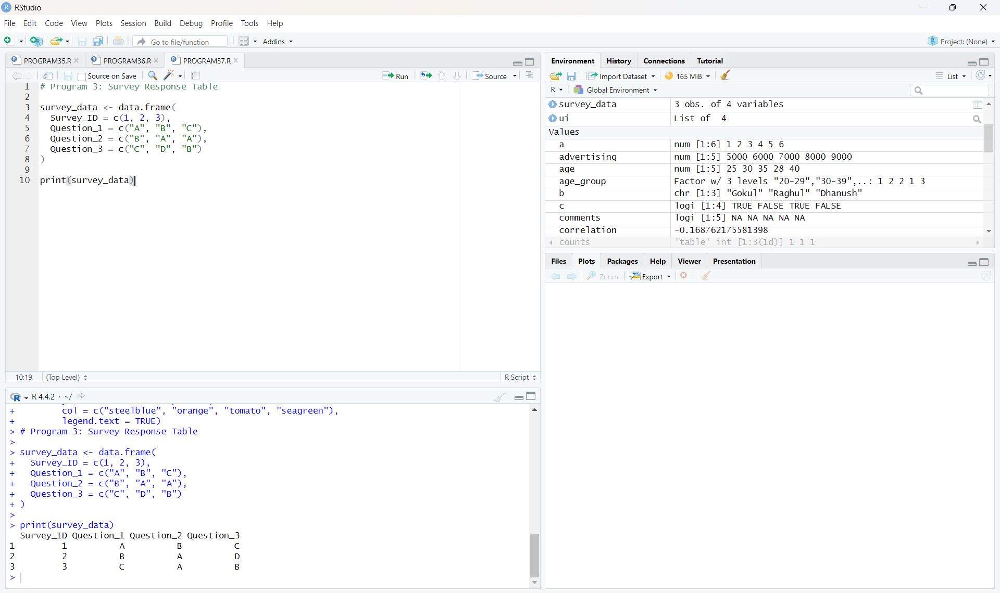 RStudio
File Edit Code View Plots Session Build Debug Profile Tools Help
Go to file/function Addins Project: (None)
PROGRAM35.R PROGRAM36.R PROGRAM37.R
Source on Save Run Source
1 # Program 3: Survey Response Table
2
3 survey_data <- data.frame(
4 Survey_ID = c(1, 2, 3),
5 Question_1 = c("A", "B", "C"),
6 Question_2 = c("B", "A", "A"),
7 Question_3 = c("C", "D", "B")
8 )
9
10 print(survey_data)
10:19 (Top Level) R Script
R 4.4.2 · ~/
+ col = c("steelblue", "orange", "tomato", "seagreen"),
+ legend.text = TRUE)
> # Program 3: Survey Response Table
>
> survey_data <- data.frame(
+ Survey_ID = c(1, 2, 3),
+ Question_1 = c("A", "B", "C"),
+ Question_2 = c("B", "A", "A"),
+ Question_3 = c("C", "D", "B")
+ )
>
> print(survey_data)
Survey_ID Question_1 Question_2 Question_3
1 1 A B C
2 2 B A D
3 3 C A B
>
Environment History Connections Tutorial
Import Dataset 165 MiB List
R Global Environment
survey_data 3 obs. of 4 variables
ui List of 4
Values
a num [1:6] 1 2 3 4 5 6
advertising num [1:5] 5000 6000 7000 8000 9000
age num [1:5] 25 30 35 28 40
age_group Factor w/ 3 levels "20-29","30-39",..: 1 2 2 1 3
b chr [1:3] "Gokul" "Raghul" "Dhanush"
c logi [1:4] TRUE FALSE TRUE FALSE
comments logi [1:5] NA NA NA NA NA
correlation -0.168762175581398
counts 'table' int [1:3(1d)] 1 1 1
Files Plots Packages Help Viewer Presentation
Zoom Export